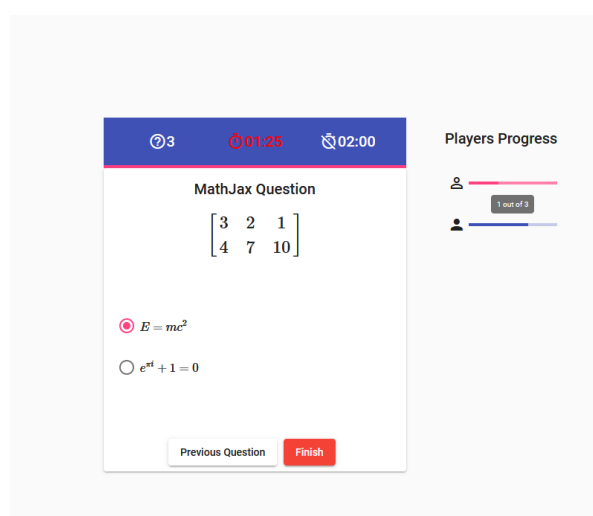 3 01:25 02:00
MathJax Question
[3 2 1
4 7 10]
E = mc²
e^{πi} + 1 = 0
Previous Question Finish
Players Progress
1 out of 3